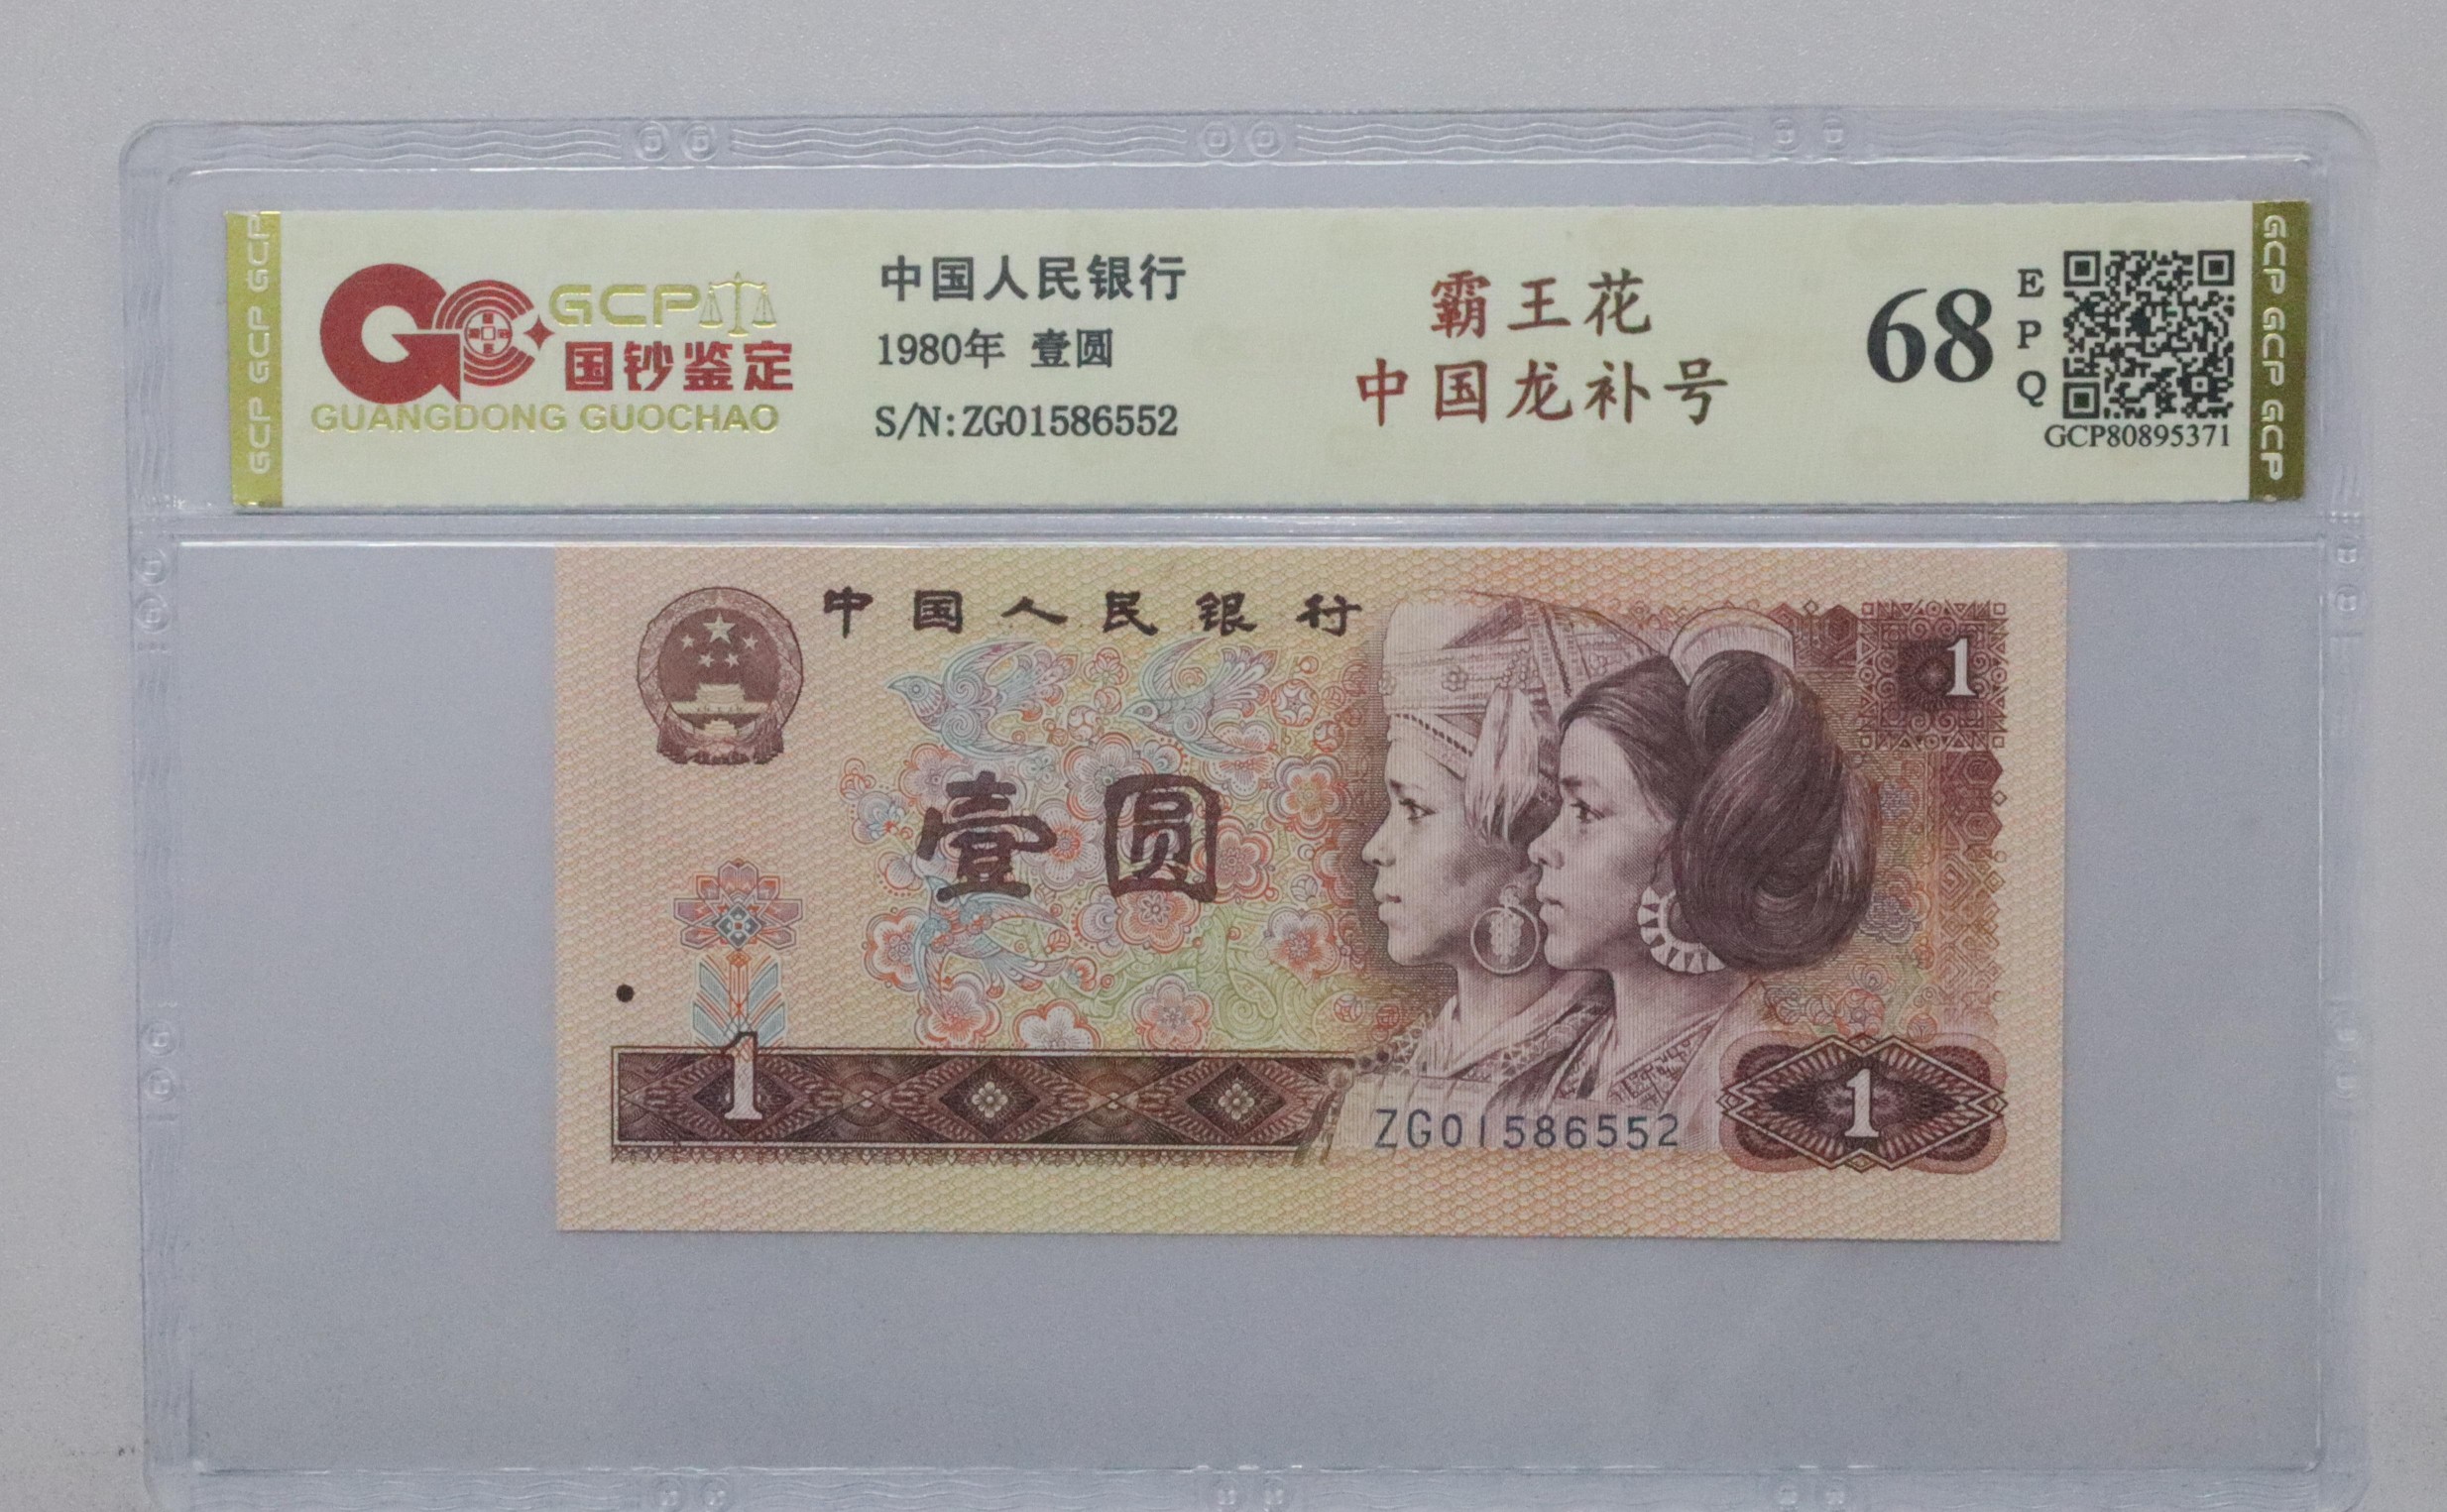 GCP GCP GCP
GCP
国钞鉴定
GUANGDONG GUOCHAO
中国人民银行
1980年 壹圆
S/N:ZG01586552
霸王花
中国龙补号
68
EPQ
GCP80895371
GCP GCP GCP
中国人民银行
1
壹圆
1
1
ZG01586552